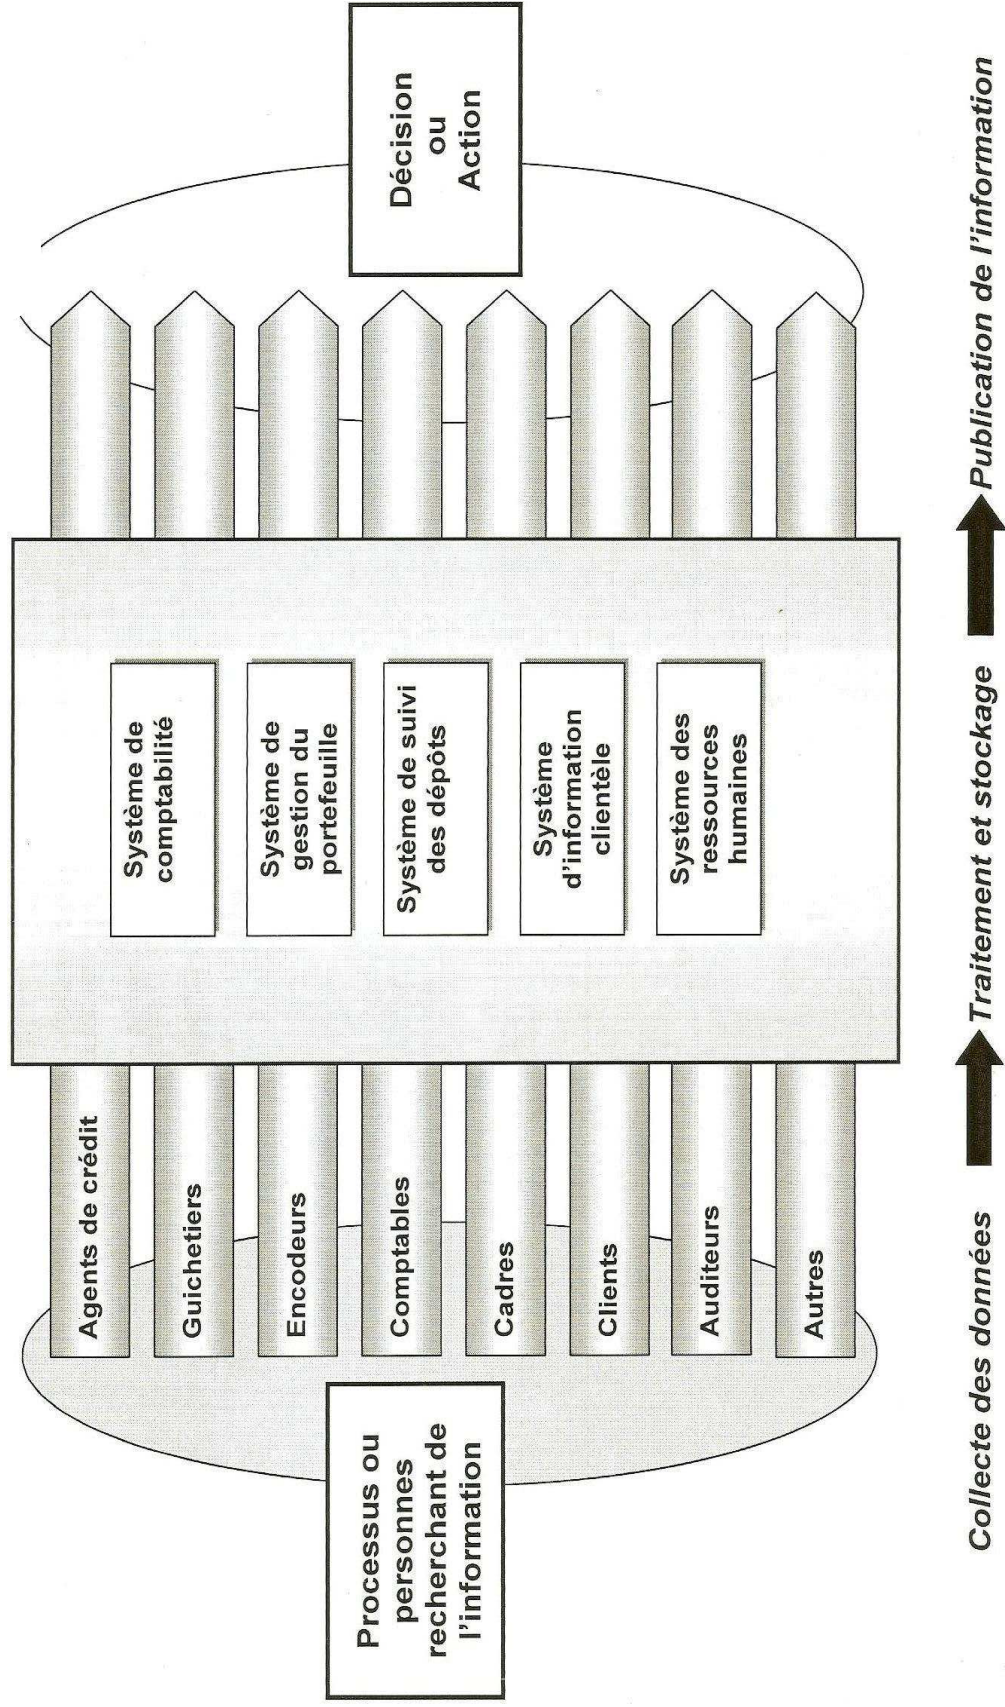 Processus ou
personnes
recherchant de
l'information
Agents de crédit
Guichetiers
Encodeurs
Comptables
Cadres
Clients
Auditeurs
Autres
Système de
comptabilité
Système de
gestion du
portefeuille
Système de suivi
des dépôts
Système
d'information
clientèle
Système des
ressources
humaines
Décision
ou
Action
Collecte des données
Traitement et stockage
Publication de l'information